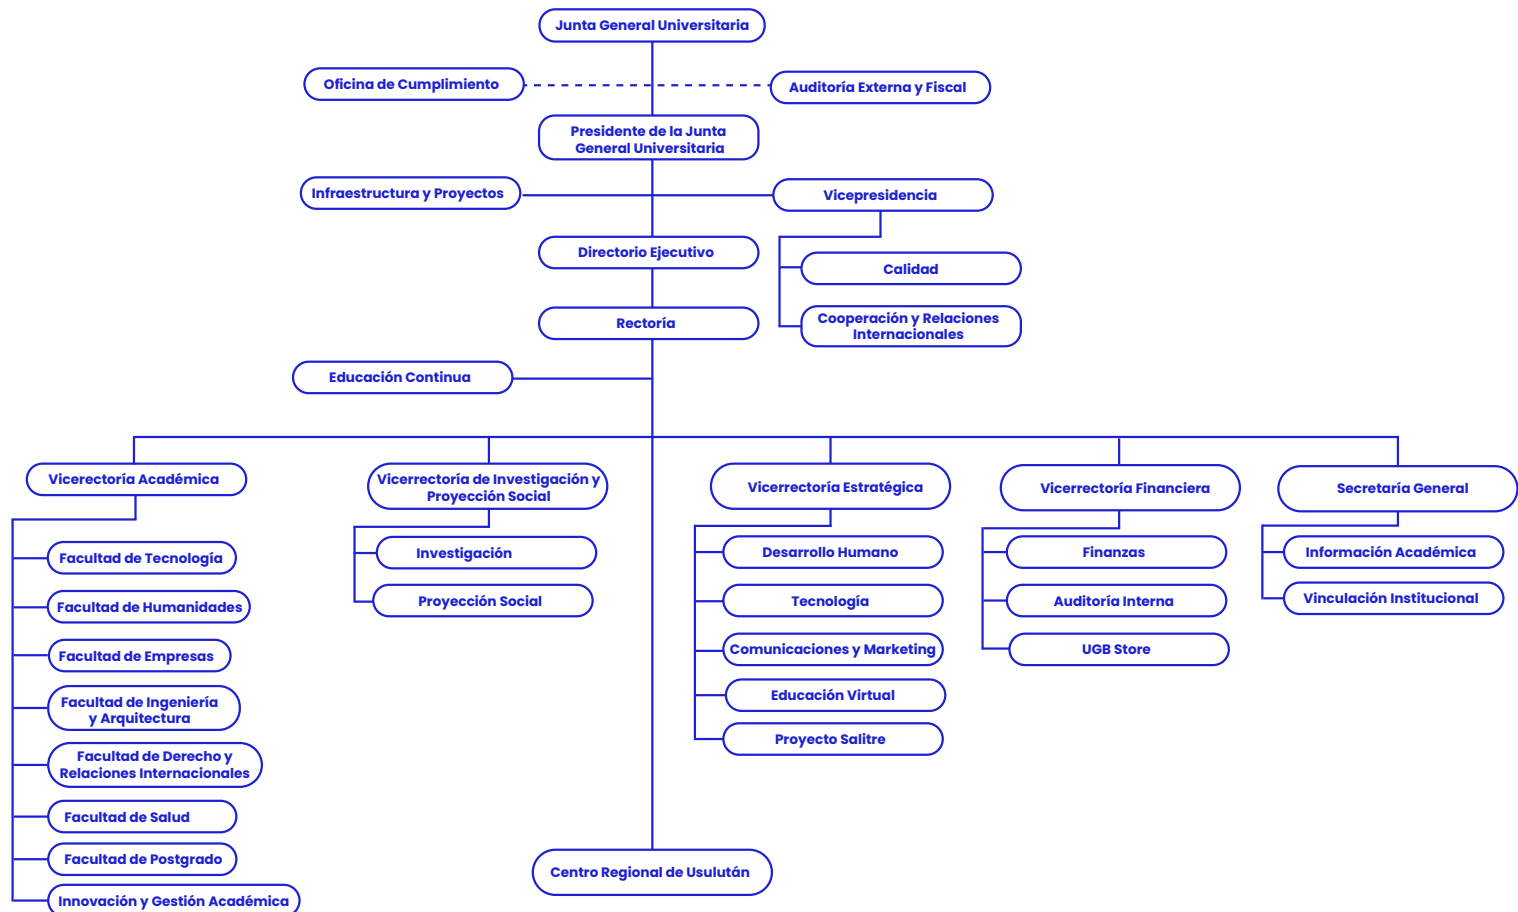 Junta General Universitaria
Oficina de Cumplimiento
Auditoría Externa y Fiscal
Presidente de la Junta
General Universitaria
Infraestructura y Proyectos
Vicepresidencia
Directorio Ejecutivo
Calidad
Cooperación y Relaciones
Internacionales
Rectoría
Educación Continua
Vicerectoría Académica
Facultad de Tecnología
Facultad de Humanidades
Facultad de Empresas
Facultad de Ingeniería
y Arquitectura
Facultad de Derecho y
Relaciones Internacionales
Facultad de Salud
Facultad de Postgrado
Innovación y Gestión Académica
Vicerrectoría de Investigación y
Proyección Social
Investigación
Proyección Social
Vicerrectoría Estratégica
Desarrollo Humano
Tecnología
Comunicaciones y Marketing
Educación Virtual
Proyecto Salitre
Vicerrectoría Financiera
Finanzas
Auditoría Interna
UGB Store
Secretaría General
Información Académica
Vinculación Institucional
Centro Regional de Usulután